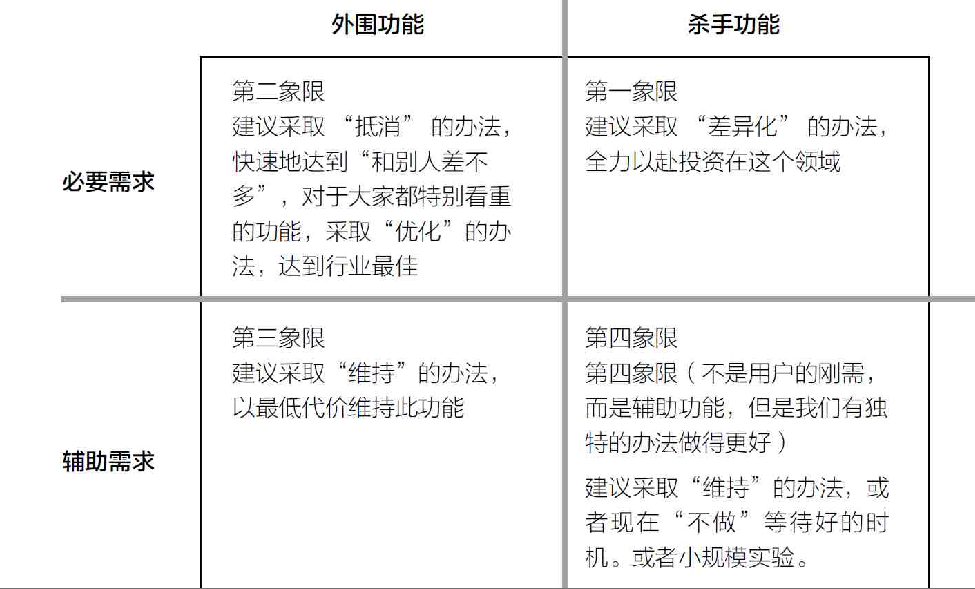 外围功能
杀手功能
必要需求
第二象限
建议采取 “抵消” 的办法，
快速地达到“和别人差不
多”，对于大家都特别看重
的功能，采取“优化”的办
法，达到行业最佳
第一象限
建议采取 “差异化” 的办法，
全力以赴投资在这个领域
辅助需求
第三象限
建议采取“维持”的办法，
以最低代价维持此功能
第四象限
第四象限（不是用户的刚需，
而是辅助功能，但是我们有独
特的办法做得更好）
建议采取“维持”的办法，或
者现在“不做”等待好的时
机。或者小规模实验。